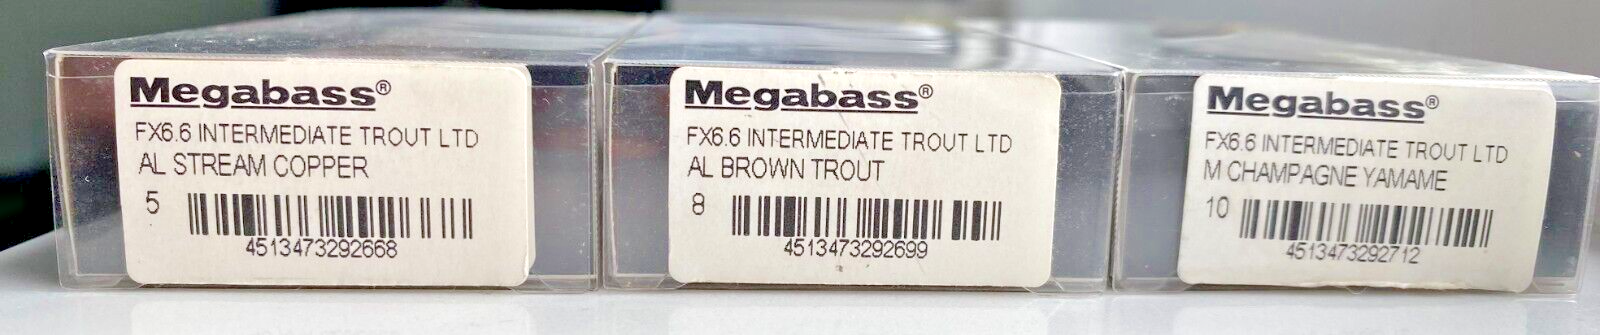 Megabass®
FX6.6 INTERMEDIATE TROUT LTD
AL STREAM COPPER
5
4513473292668
Megabass®
FX6.6 INTERMEDIATE TROUT LTD
AL BROWN TROUT
8
4513473292699
Megabass®
FX6.6 INTERMEDIATE TROUT LTD
M CHAMPAGNE YAMAME
10
4513473292712